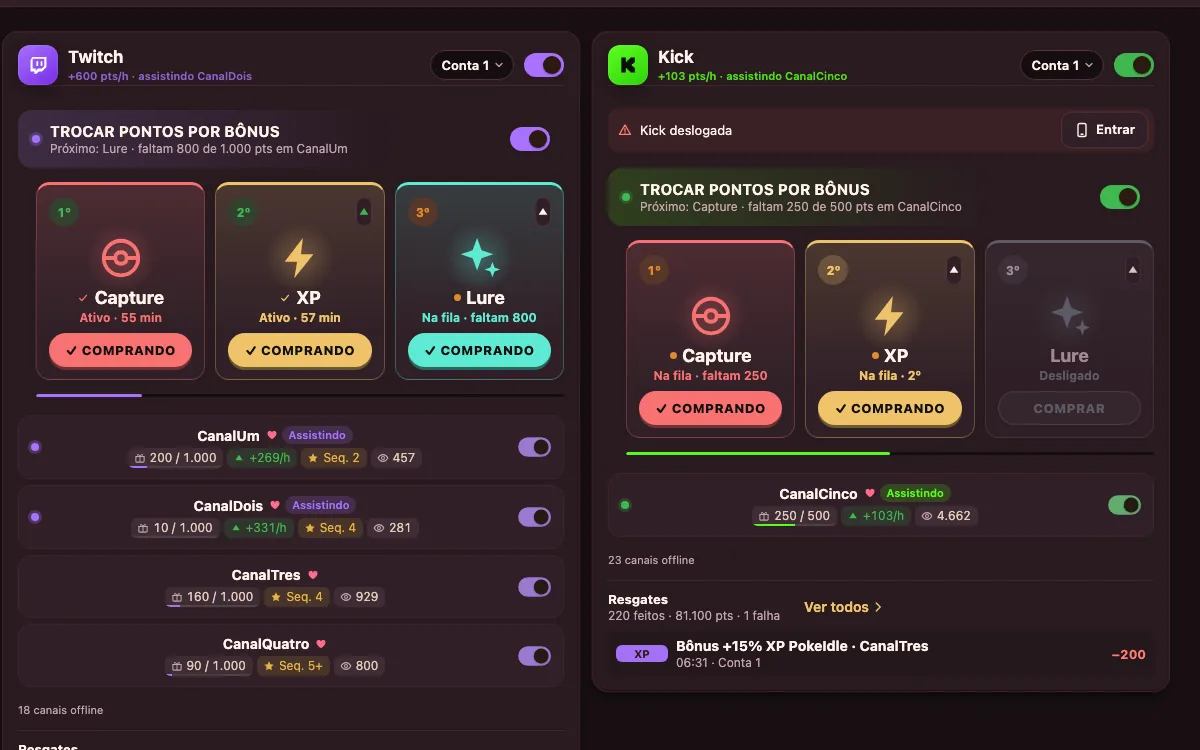 Twitch
+600 pts/h · assistindo CanalDois
Conta 1
TROCAR PONTOS POR BÔNUS
Próximo: Lure · faltam 800 de 1.000 pts em CanalUm
1º
Capture
Ativo · 55 min
COMPRANDO
2º
XP
Ativo · 57 min
COMPRANDO
3º
Lure
Na fila · faltam 800
COMPRANDO
CanalUm
Assistindo
200 / 1.000
+269/h
Seq. 2
457
CanalDois
Assistindo
10 / 1.000
+331/h
Seq. 4
281
CanalTres
160 / 1.000
Seq. 4
929
CanalQuatro
90 / 1.000
Seq. 5+
800
18 canais offline
Resgates
Kick
+103 pts/h · assistindo CanalCinco
Conta 1
Kick deslogada
Entrar
TROCAR PONTOS POR BÔNUS
Próximo: Capture · faltam 250 de 500 pts em CanalCinco
1º
Capture
Na fila · faltam 250
COMPRANDO
2º
XP
Na fila · 2º
COMPRANDO
3º
Lure
Desligado
COMPRAR
CanalCinco
Assistindo
250 / 500
+103/h
4.662
23 canais offline
Resgates
220 feitos · 81.100 pts · 1 falha
Ver todos
XP
Bônus +15% XP PokeIdle · CanalTres
06:31 · Conta 1
−200